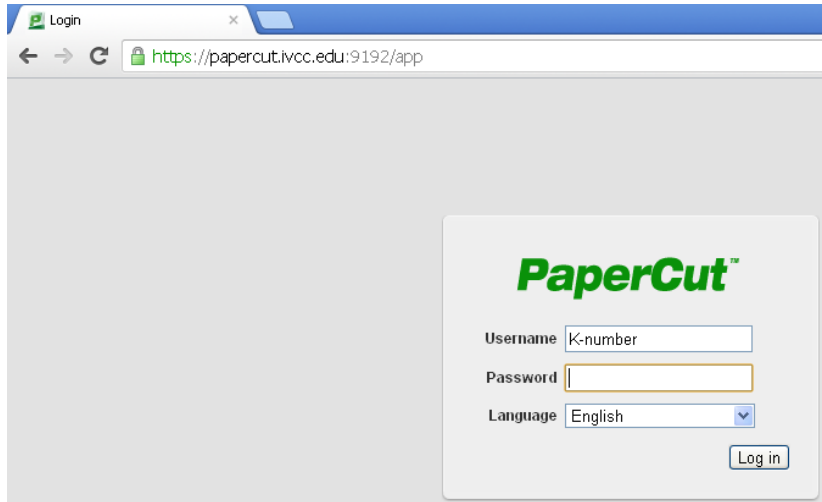 Login
https://papercut.ivcc.edu:9192/app
PaperCut™
Username K-number
Password
Language English
Log in